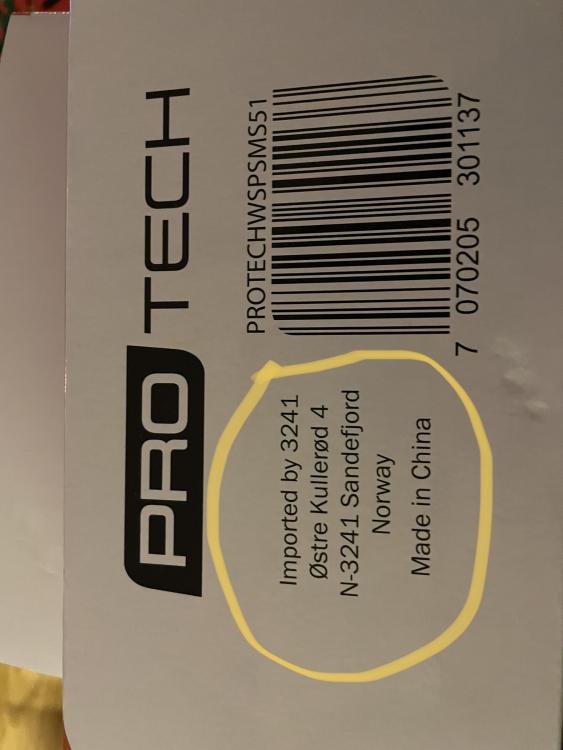 PRO TECH
PROTECHWSPSMS51
7 070205 301137
Imported by 3241
Østre Kullerød 4
N-3241 Sandefjord
Norway
Made in China